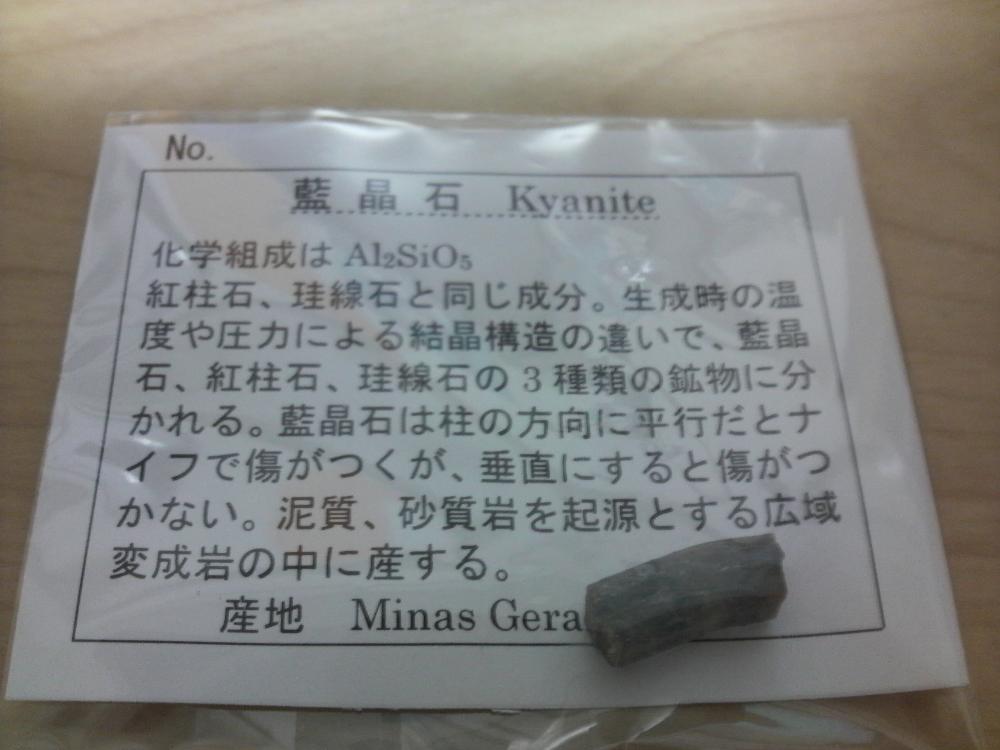 No.
藍晶石 Kyanite
化学組成は Al₂SiO₅
紅柱石、珪線石と同じ成分。生成時の温
度や圧力による結晶構造の違いで、藍晶
石、紅柱石、珪線石の3種類の鉱物に分
かれる。藍晶石は柱の方向に平行だとナ
イフで傷がつくが、垂直にすると傷がつ
かない。泥質、砂質岩を起源とする広域
変成岩の中に産する。
産地 Minas